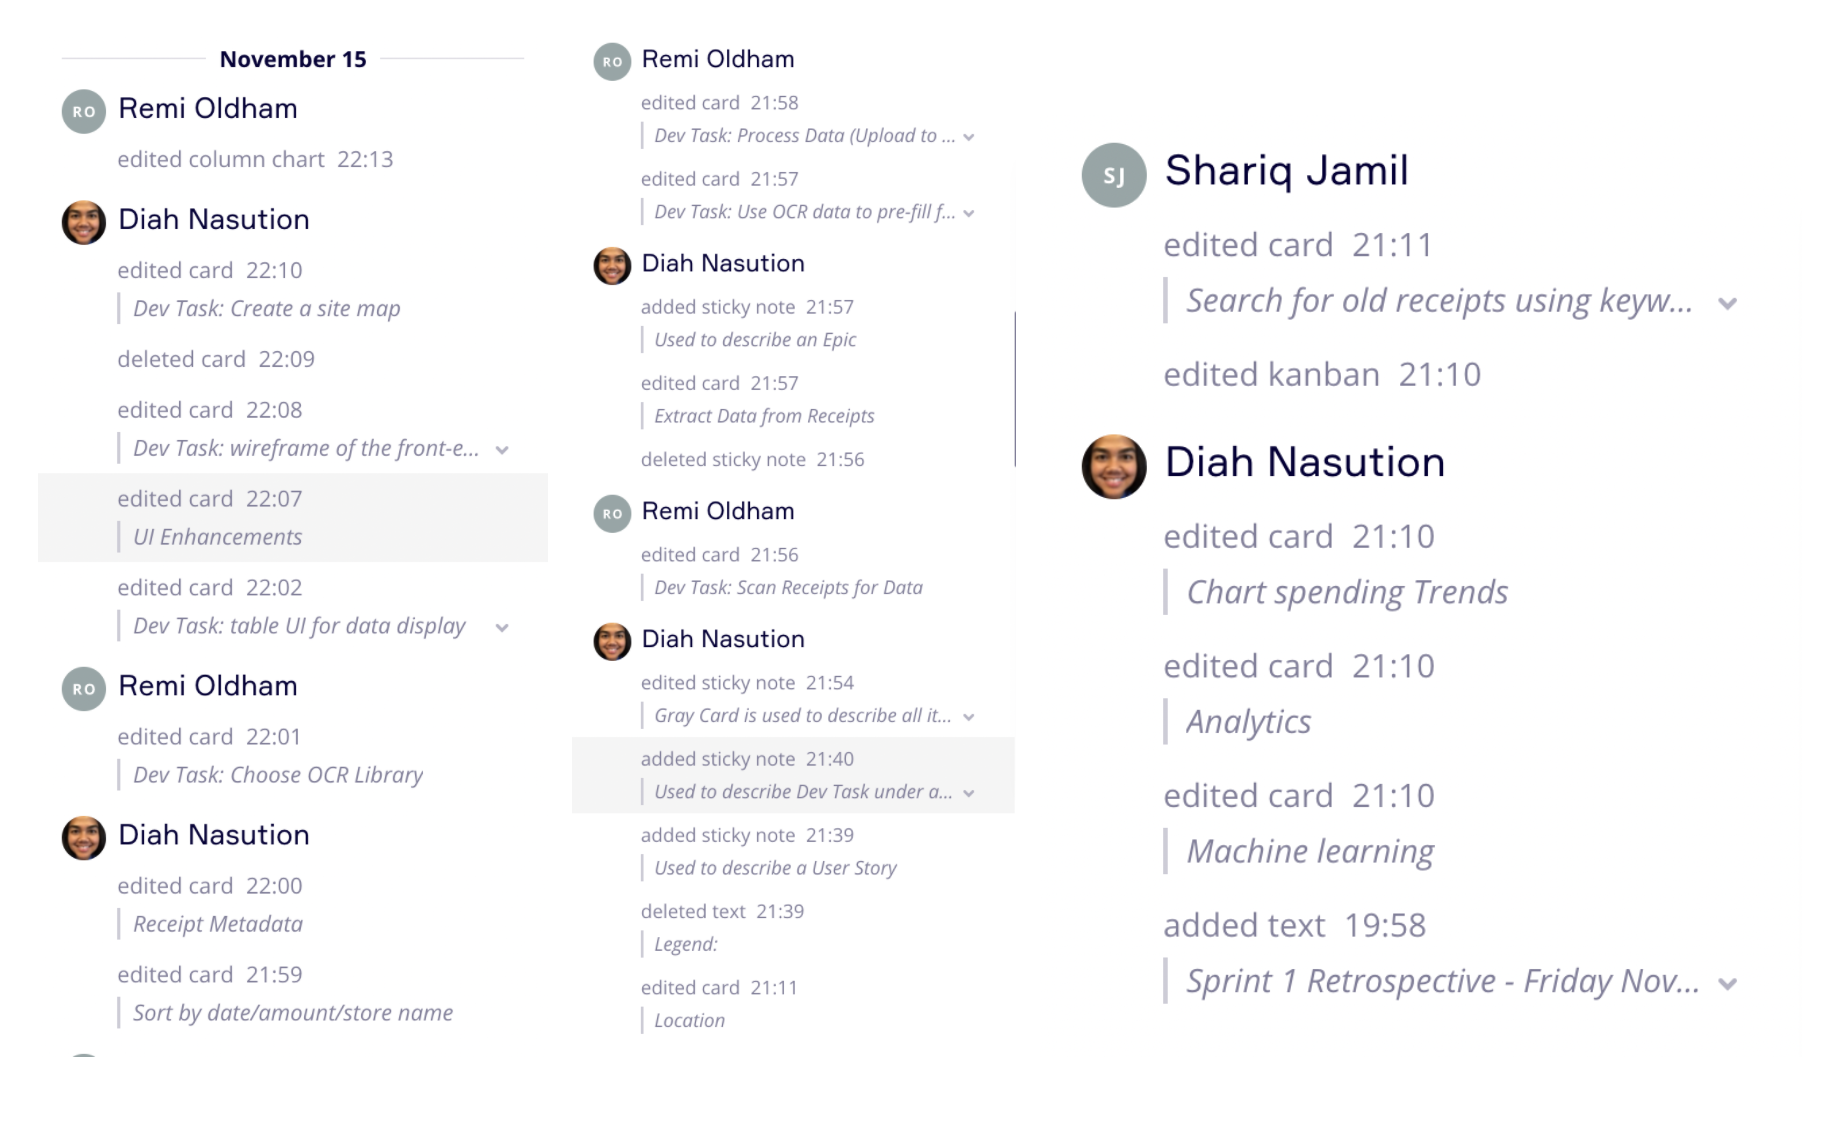 November 15
RO Remi Oldham
edited column chart 22:13
Diah Nasution
edited card 22:10
Dev Task: Create a site map
deleted card 22:09
edited card 22:08
Dev Task: wireframe of the front-e...
edited card 22:07
UI Enhancements
edited card 22:02
Dev Task: table UI for data display
RO Remi Oldham
edited card 22:01
Dev Task: Choose OCR Library
Diah Nasution
edited card 22:00
Receipt Metadata
edited card 21:59
Sort by date/amount/store name
RO Remi Oldham
edited card 21:58
Dev Task: Process Data (Upload to ...
edited card 21:57
Dev Task: Use OCR data to pre-fill f...
Diah Nasution
added sticky note 21:57
Used to describe an Epic
edited card 21:57
Extract Data from Receipts
deleted sticky note 21:56
RO Remi Oldham
edited card 21:56
Dev Task: Scan Receipts for Data
Diah Nasution
edited sticky note 21:54
Gray Card is used to describe all it...
added sticky note 21:40
Used to describe Dev Task under a...
added sticky note 21:39
Used to describe a User Story
deleted text 21:39
Legend:
edited card 21:11
Location
SJ Shariq Jamil
edited card 21:11
Search for old receipts using keyw...
edited kanban 21:10
Diah Nasution
edited card 21:10
Chart spending Trends
edited card 21:10
Analytics
edited card 21:10
Machine learning
added text 19:58
Sprint 1 Retrospective - Friday Nov...